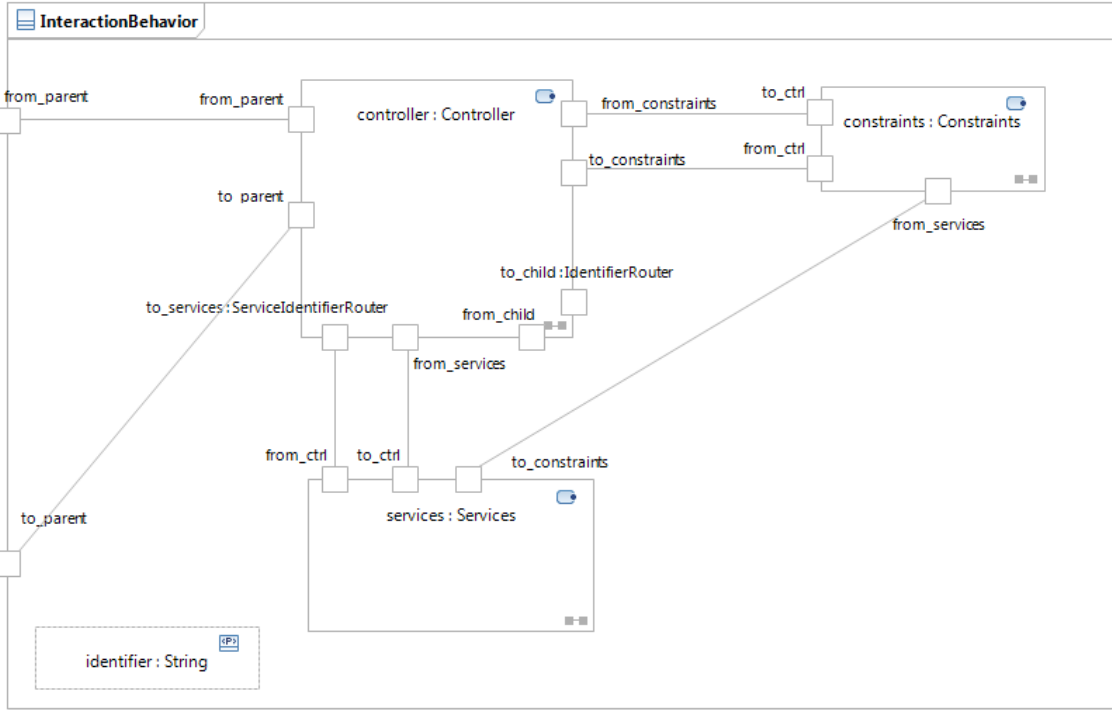 InteractionBehavior
from_parent
from_parent
controller : Controller
from_constraints
to_ctrl
constraints : Constraints
to_constraints
from_ctrl
to_parent
from_services
to_child :IdentifierRouter
to_services :ServiceIdentifierRouter
from_child
from_services
from_ctrl
to_ctrl
to_constraints
services : Services
to_parent
<P>
identifier : String